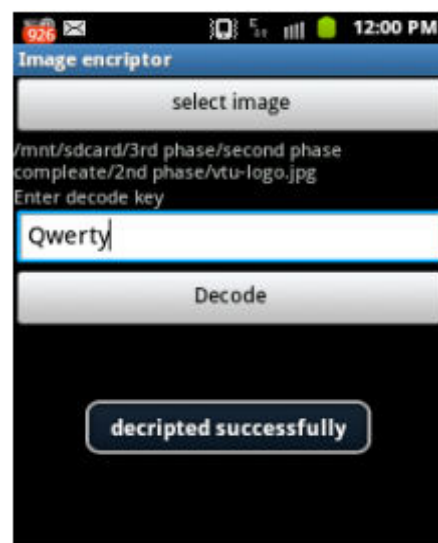 926 12:00 PM
Image encriptor
select image
/mnt/sdcard/3rd phase/second phase
compleate/2nd phase/vtu-logo.jpg
Enter decode key
Qwerty
Decode
decripted successfully